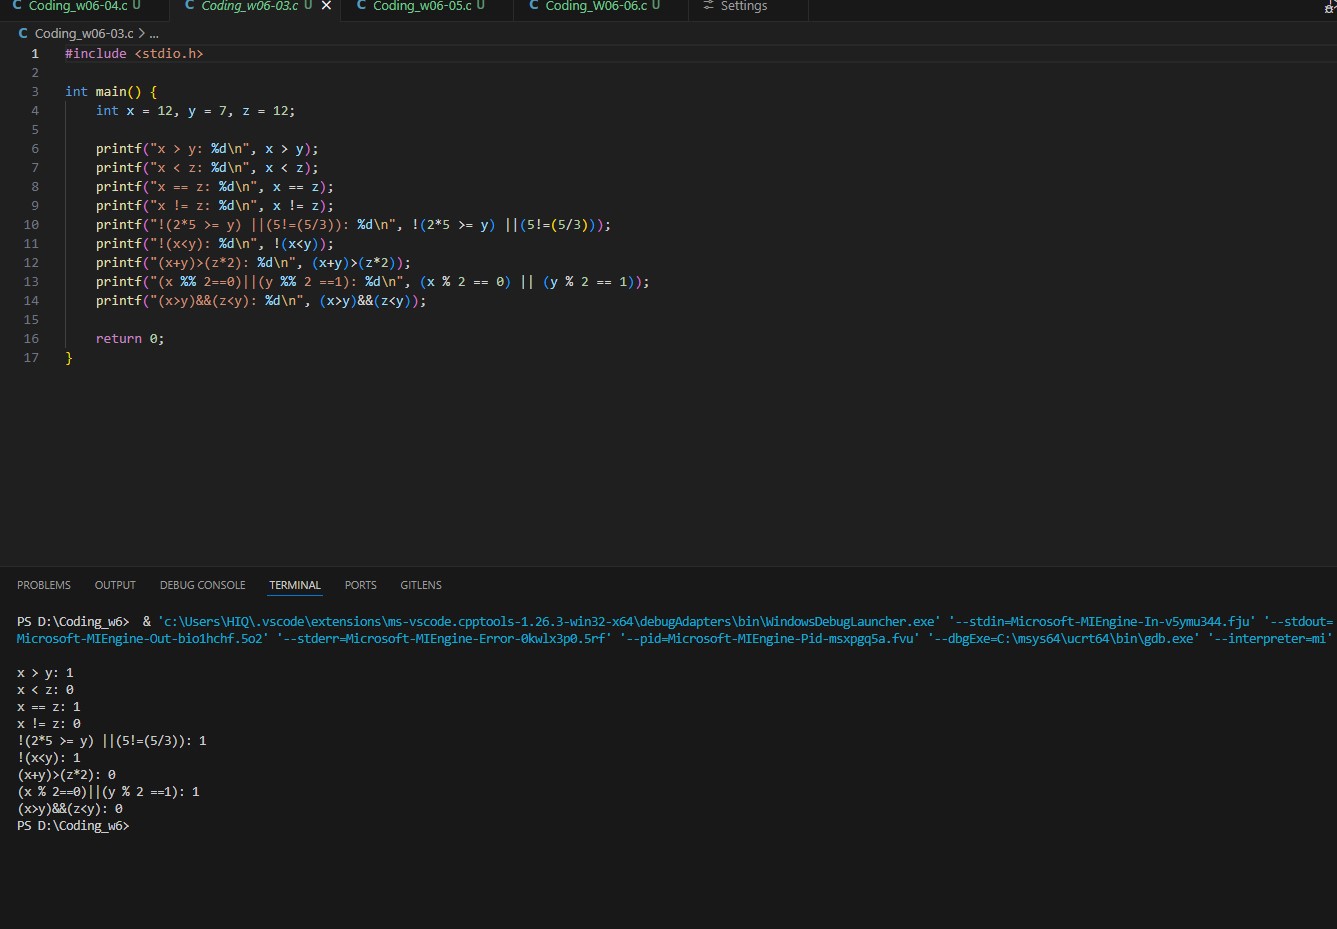 C Coding_w06-04.c U C Coding_w06-03.c U × C Coding_w06-05.c U C Coding_W06-06.c U Settings
C Coding_w06-03.c > ...
1 #include <stdio.h>
2
3 int main() {
4 int x = 12, y = 7, z = 12;
5
6 printf("x > y: %d\n", x > y);
7 printf("x < z: %d\n", x < z);
8 printf("x == z: %d\n", x == z);
9 printf("x != z: %d\n", x != z);
10 printf("!(2*5 >= y) ||(5!=(5/3)): %d\n", !(2*5 >= y) ||(5!=(5/3)));
11 printf("!(x<y): %d\n", !(x<y));
12 printf("(x+y)>(z*2): %d\n", (x+y)>(z*2));
13 printf("(x %% 2==0)||(y %% 2 ==1): %d\n", (x % 2 == 0) || (y % 2 == 1));
14 printf("(x>y)&&(z<y): %d\n", (x>y)&&(z<y));
15
16 return 0;
17 }
PROBLEMS OUTPUT DEBUG CONSOLE TERMINAL PORTS GITLENS
PS D:\Coding_w6> & 'c:\Users\HIQ\.vscode\extensions\ms-vscode.cpptools-1.26.3-win32-x64\debugAdapters\bin\WindowsDebugLauncher.exe' '--stdin=Microsoft-MIEngine-In-v5ymu344.fju' '--stdout=
Microsoft-MIEngine-Out-bio1hchf.5o2' '--stderr=Microsoft-MIEngine-Error-0kwlx3p0.5rf' '--pid=Microsoft-MIEngine-Pid-msxpgq5a.fvu' '--dbgExe=C:\msys64\ucrt64\bin\gdb.exe' '--interpreter=mi'
x > y: 1
x < z: 0
x == z: 1
x != z: 0
!(2*5 >= y) ||(5!=(5/3)): 1
!(x<y): 1
(x+y)>(z*2): 0
(x % 2==0)||(y % 2 ==1): 1
(x>y)&&(z<y): 0
PS D:\Coding_w6>